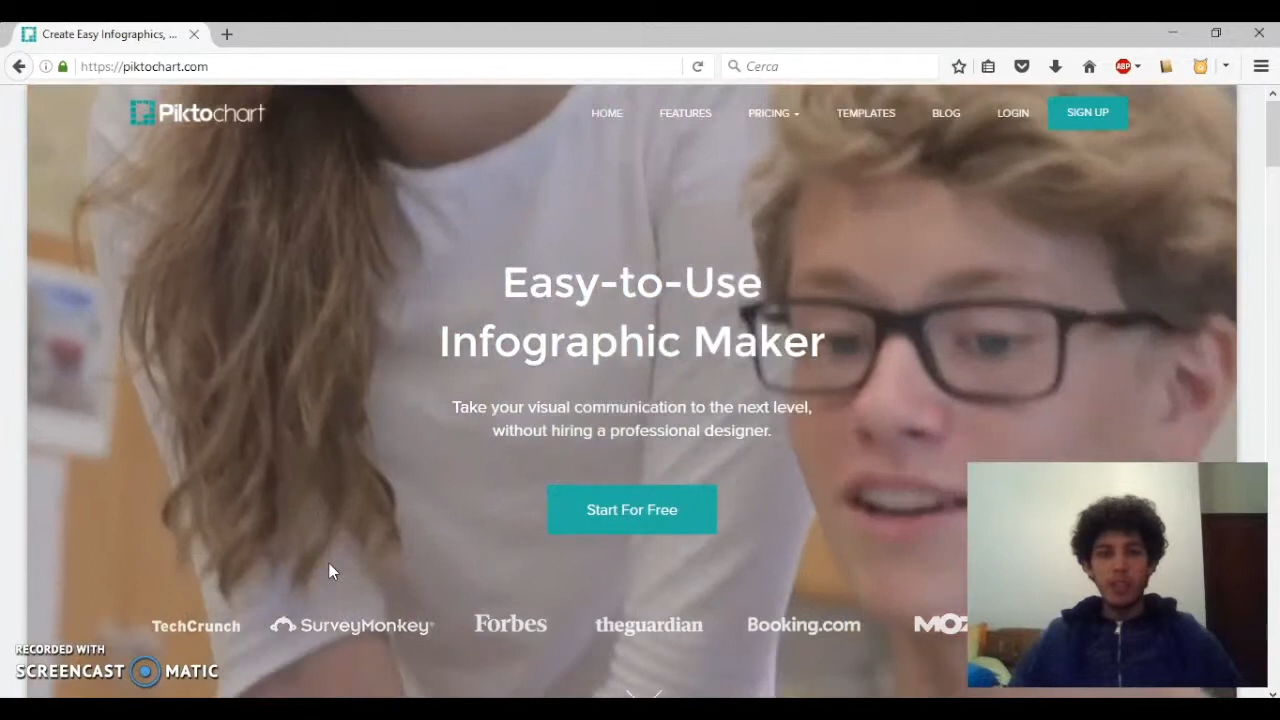 Create Easy Infographics, ...
https://piktochart.com
Cerca
ABP
Piktochart
HOME FEATURES PRICING TEMPLATES BLOG LOGIN SIGN UP
Easy-to-Use
Infographic Maker
Take your visual communication to the next level,
without hiring a professional designer.
Start For Free
TechCrunch SurveyMonkey Forbes theguardian Booking.com MOZ
RECORDED WITH
SCREENCAST MATIC